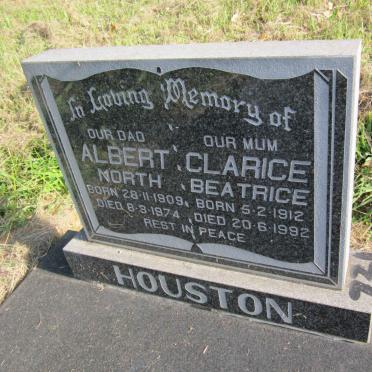 In Loving Memory of
OUR DAD
ALBERT
NORTH
BORN 28-11-1909
DIED 6-3-1974
OUR MUM
CLARICE
BEATRICE
BORN 5-2-1912
DIED 20-6-1992
REST IN PEACE
HOUSTON